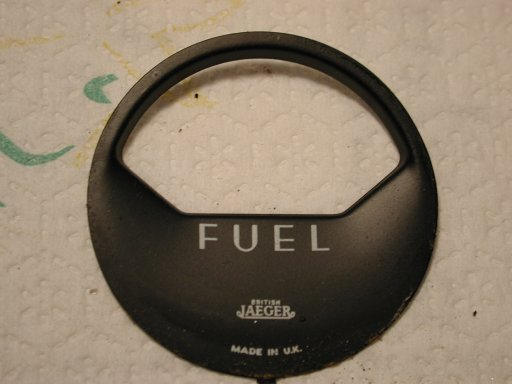 FUEL
BRITISH
JAEGER
MADE IN U.K.